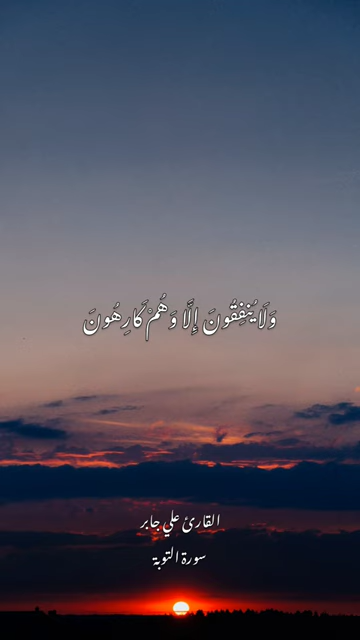 وَلَا يُنفِقُونَ إِلَّا وَهُمْ كَارِهُونَ
القارئ علي جابر
سورة التوبة